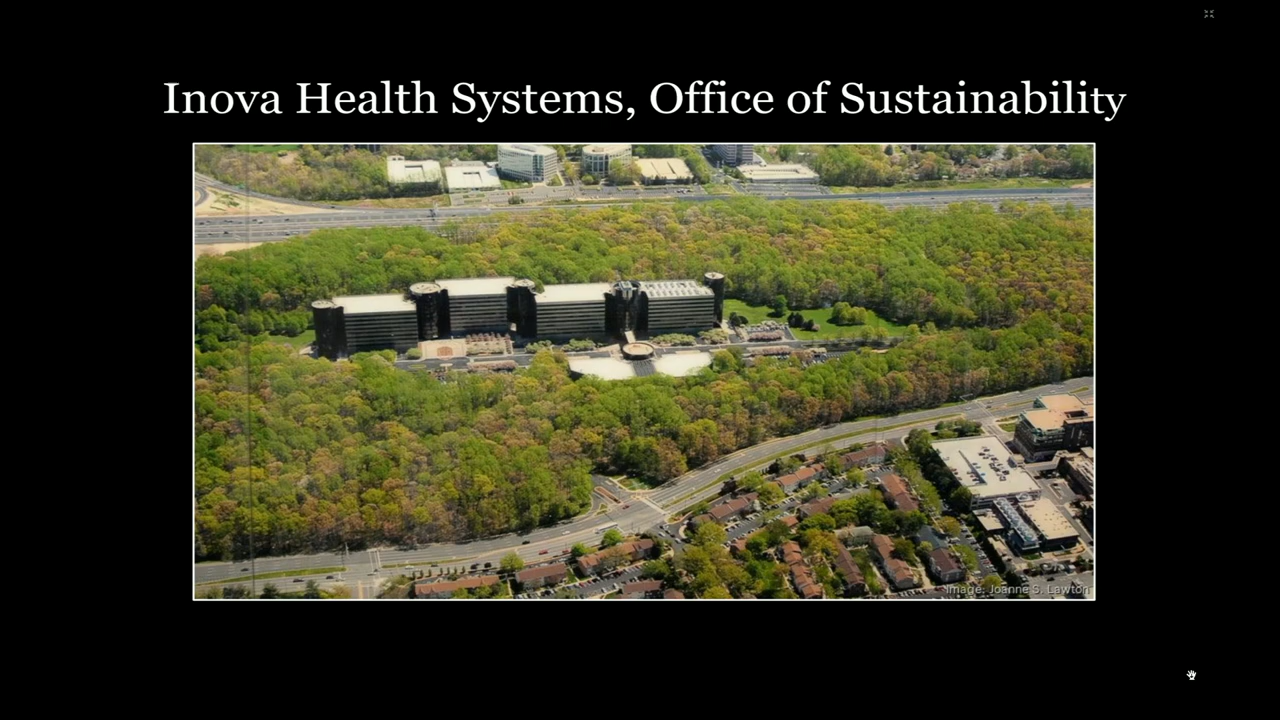 Inova Health Systems, Office of Sustainability
Image: Joanne S. Lawton